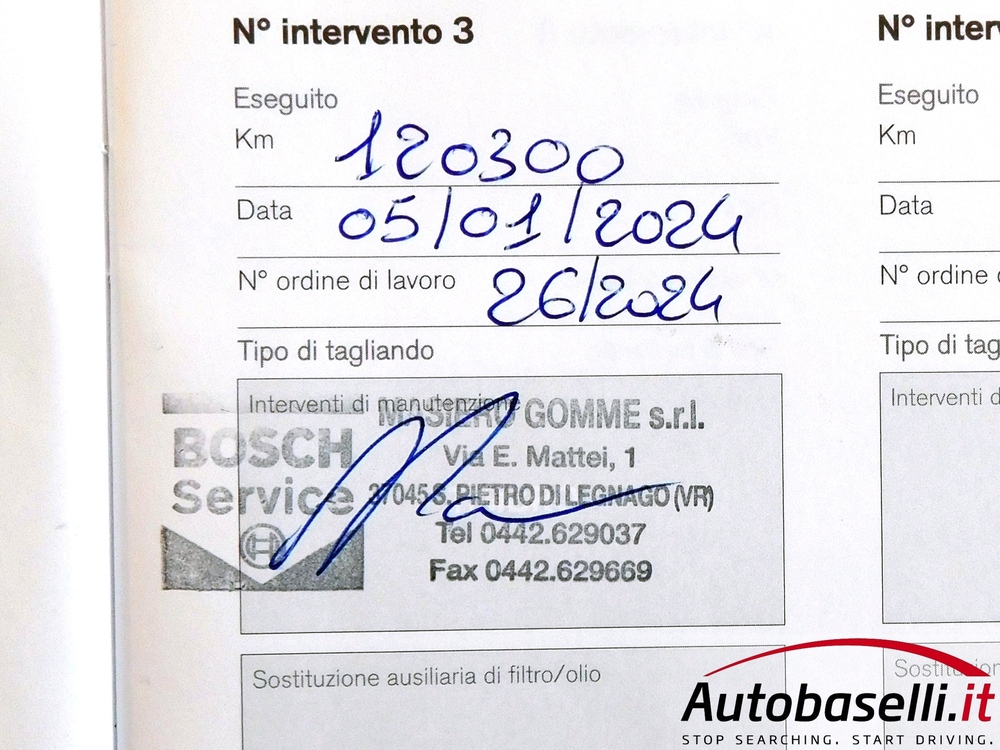 N° intervento 3
Eseguito
Km 120300
Data 05/01/2024
N° ordine di lavoro 26/2024
Tipo di tagliando
Interventi di manutenzione
BOSCH
Service
MASIERO GOMME s.r.l.
Via E. Mattei, 1
37045 S. PIETRO DI LEGNAGO (VR)
Tel 0442.629037
Fax 0442.629669
Sostituzione ausiliaria di filtro/olio
N°
Eseguito
Km
Data
N° ordine
Tipo di
Interventi
Autobaselli.it
STOP SEARCHING. START DRIVING.